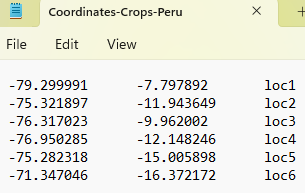 Coordinates-Crops-Peru
File Edit View
-79.299991 -7.797892 loc1
-75.321897 -11.943649 loc2
-76.317023 -9.962002 loc3
-76.950285 -12.148246 loc4
-75.282318 -15.005898 loc5
-71.347046 -16.372172 loc6